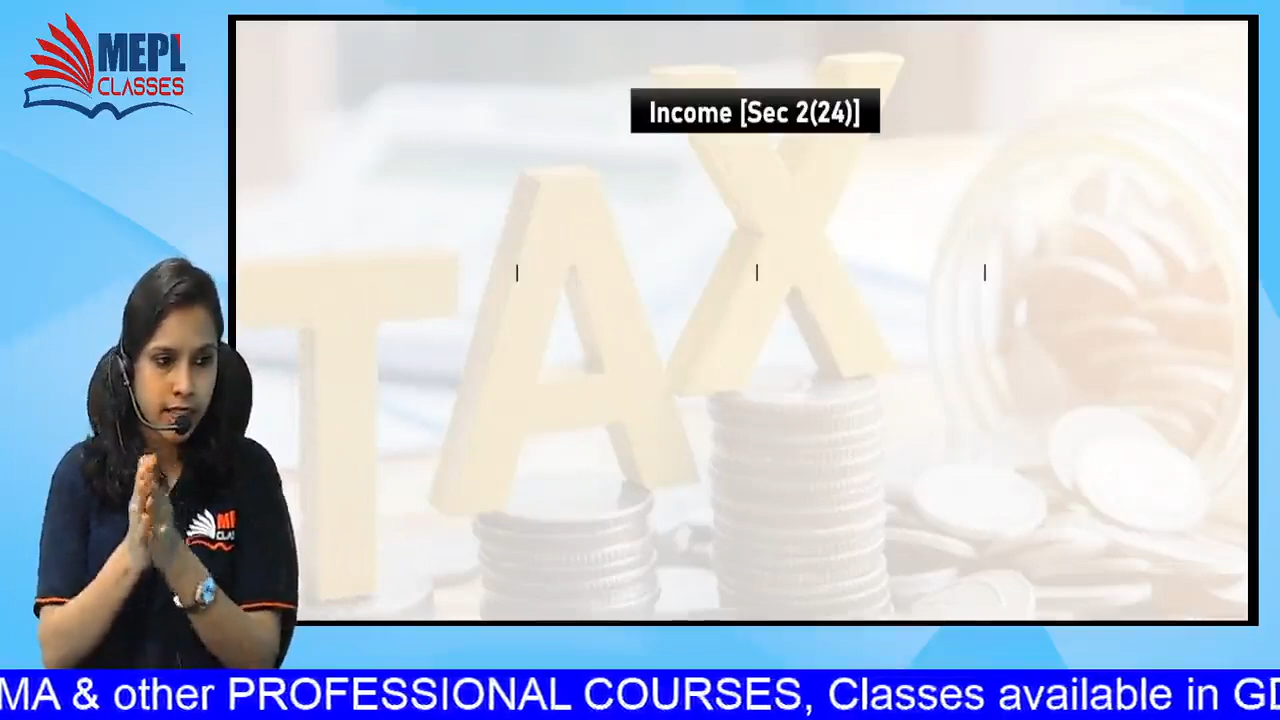 MEPL
CLASSES
Income [Sec 2(24)]
TAX
MA & other PROFESSIONAL COURSES, Classes available in GD